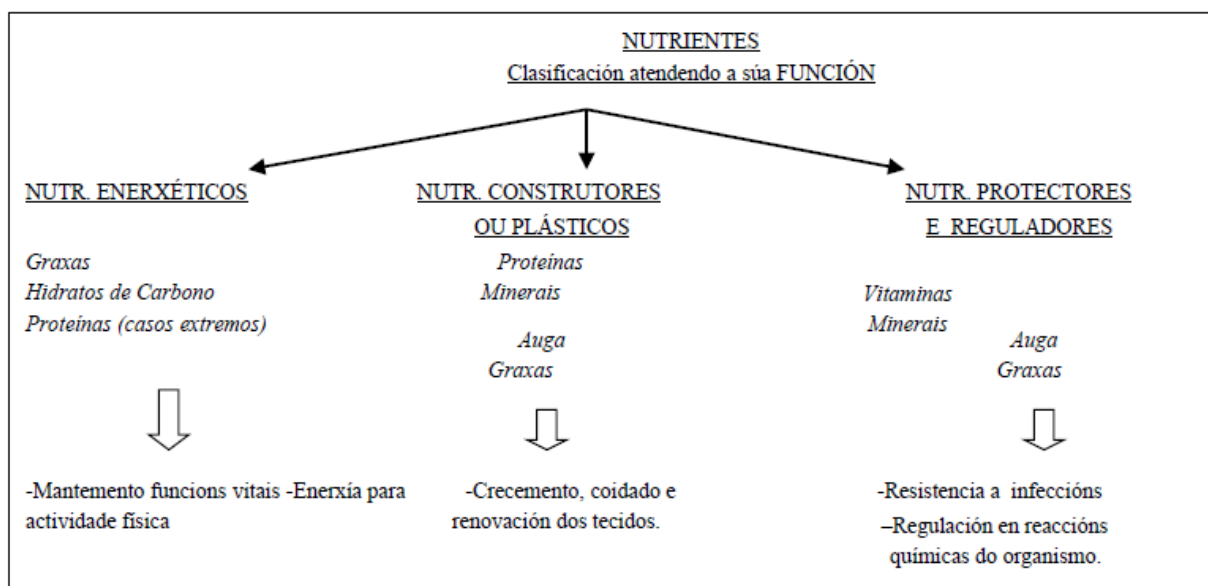 NUTRIENTES
Clasificación atendendo a súa FUNCIÓN
NUTR. ENERXÉTICOS
Graxas
Hidratos de Carbono
Proteínas (casos extremos)
-Mantemento funcions vitais -Enerxía para
actividade física
NUTR. CONSTRUTORES
OU PLÁSTICOS
Proteínas
Minerais
Auga
Graxas
-Crecemento, coidado e
renovación dos tecidos.
NUTR. PROTECTORES
E REGULADORES
Vitaminas
Minerais
Auga
Graxas
-Resistencia a infeccións
–Regulación en reaccións
químicas do organismo.